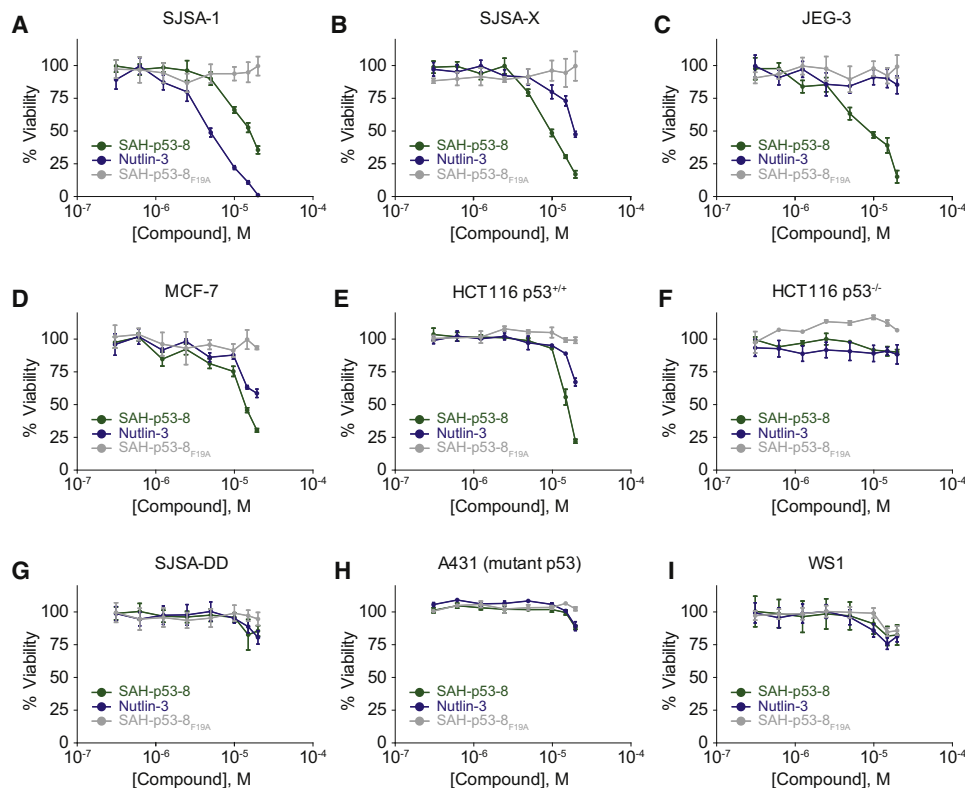 A
SJSA-1
% Viability
100
75
50
25
0
SAH-p53-8
Nutlin-3
SAH-p53-8F19A
10-7
10-6
10-5
10-4
[Compound], M
B
SJSA-X
% Viability
100
75
50
25
0
SAH-p53-8
Nutlin-3
SAH-p53-8F19A
10-7
10-6
10-5
10-4
[Compound], M
C
JEG-3
% Viability
100
75
50
25
0
SAH-p53-8
Nutlin-3
SAH-p53-8F19A
10-7
10-6
10-5
10-4
[Compound], M
D
MCF-7
% Viability
100
75
50
25
0
SAH-p53-8
Nutlin-3
SAH-p53-8F19A
10-7
10-6
10-5
10-4
[Compound], M
E
HCT116 p53+/+
% Viability
100
75
50
25
0
SAH-p53-8
Nutlin-3
SAH-p53-8F19A
10-7
10-6
10-5
10-4
[Compound], M
F
HCT116 p53-/-
% Viability
100
75
50
25
0
SAH-p53-8
Nutlin-3
SAH-p53-8F19A
10-7
10-6
10-5
10-4
[Compound], M
G
SJSA-DD
% Viability
100
75
50
25
0
SAH-p53-8
Nutlin-3
SAH-p53-8F19A
10-7
10-6
10-5
10-4
[Compound], M
H
A431 (mutant p53)
% Viability
100
75
50
25
0
SAH-p53-8
Nutlin-3
SAH-p53-8F19A
10-7
10-6
10-5
10-4
[Compound], M
I
WS1
% Viability
100
75
50
25
0
SAH-p53-8
Nutlin-3
SAH-p53-8F19A
10-7
10-6
10-5
10-4
[Compound], M